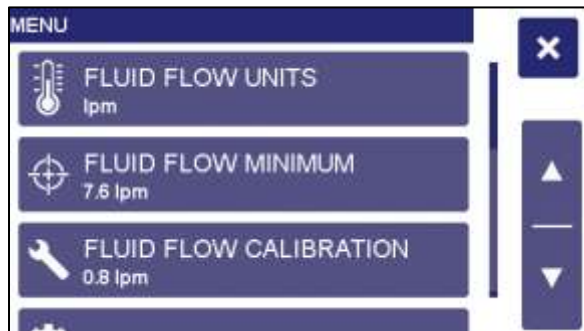 MENU
FLUID FLOW UNITS
lpm
FLUID FLOW MINIMUM
7.6 lpm
FLUID FLOW CALIBRATION
0.8 lpm